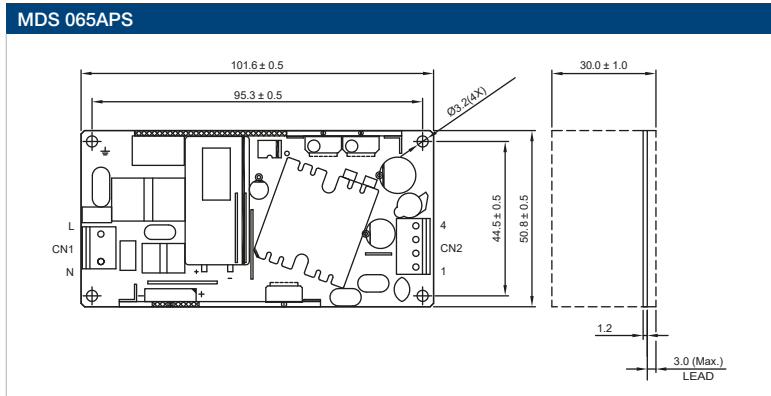 MDS 065APS
101.6 ± 0.5
30.0 ± 1.0
95.3 ± 0.5
Ø3.2(4X)
L
CN1
N
4
CN2
1
44.5 ± 0.5
50.8 ± 0.5
+
-
-
+
1.2
3.0 (Max.)
LEAD